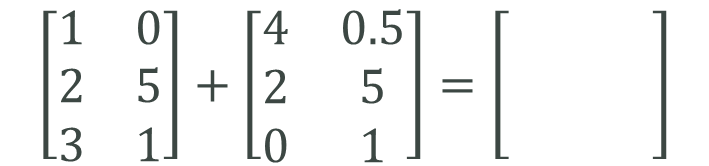 [1 0] + [4 0.5] = [ ]
[2 5] [2 5]
[3 1] [0 1]